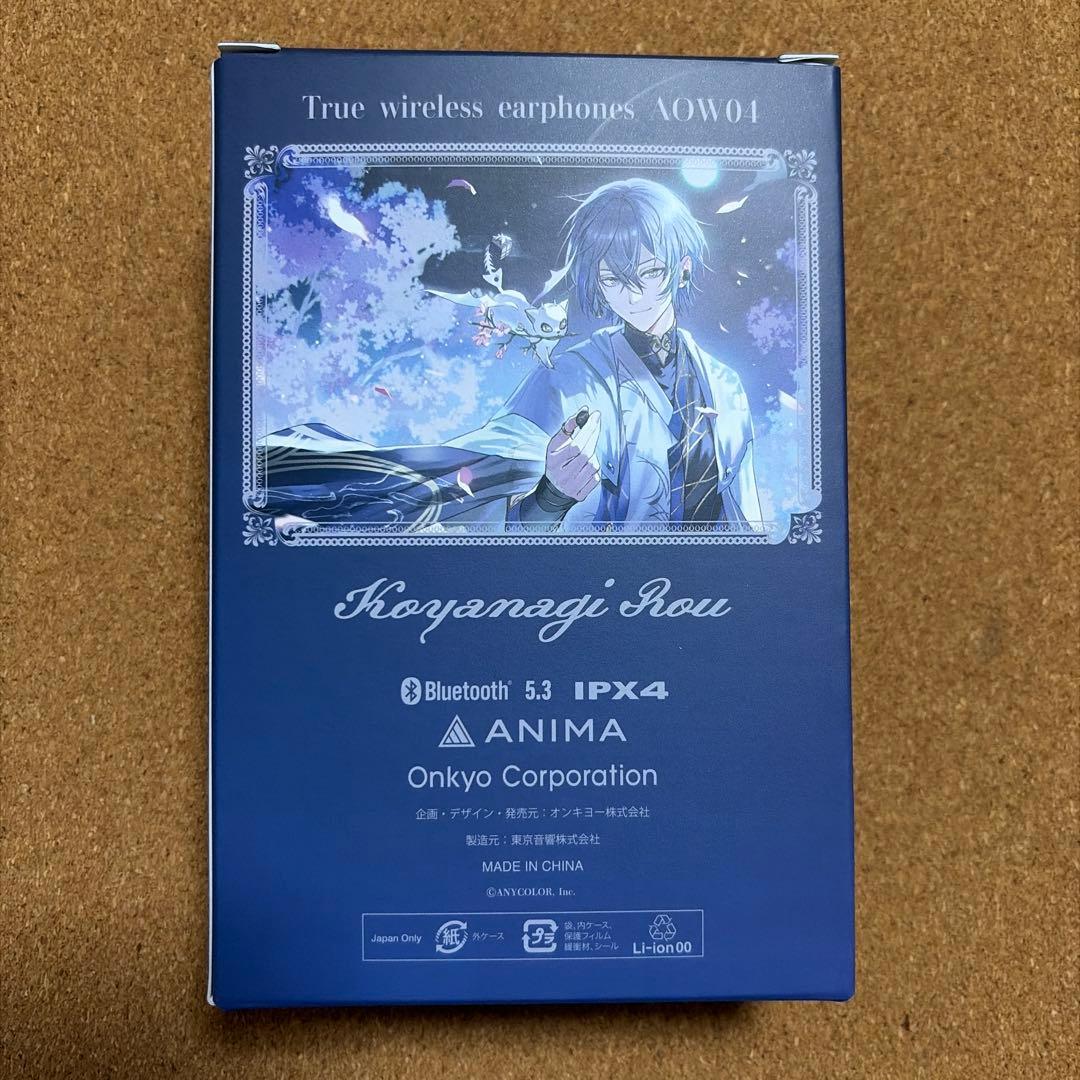 True wireless earphones AOW04
Koyanagi Rou
Bluetooth® 5.3 IPX4
ANIMA
Onkyo Corporation
企画・デザイン・発売元：オンキヨー株式会社
製造元：東京音響株式会社
MADE IN CHINA
©ANYCOLOR, Inc.
Japan Only
紙 外ケース
プラ
袋、内ケース、
保護フィルム
緩衝材、シール
Li-ion 00